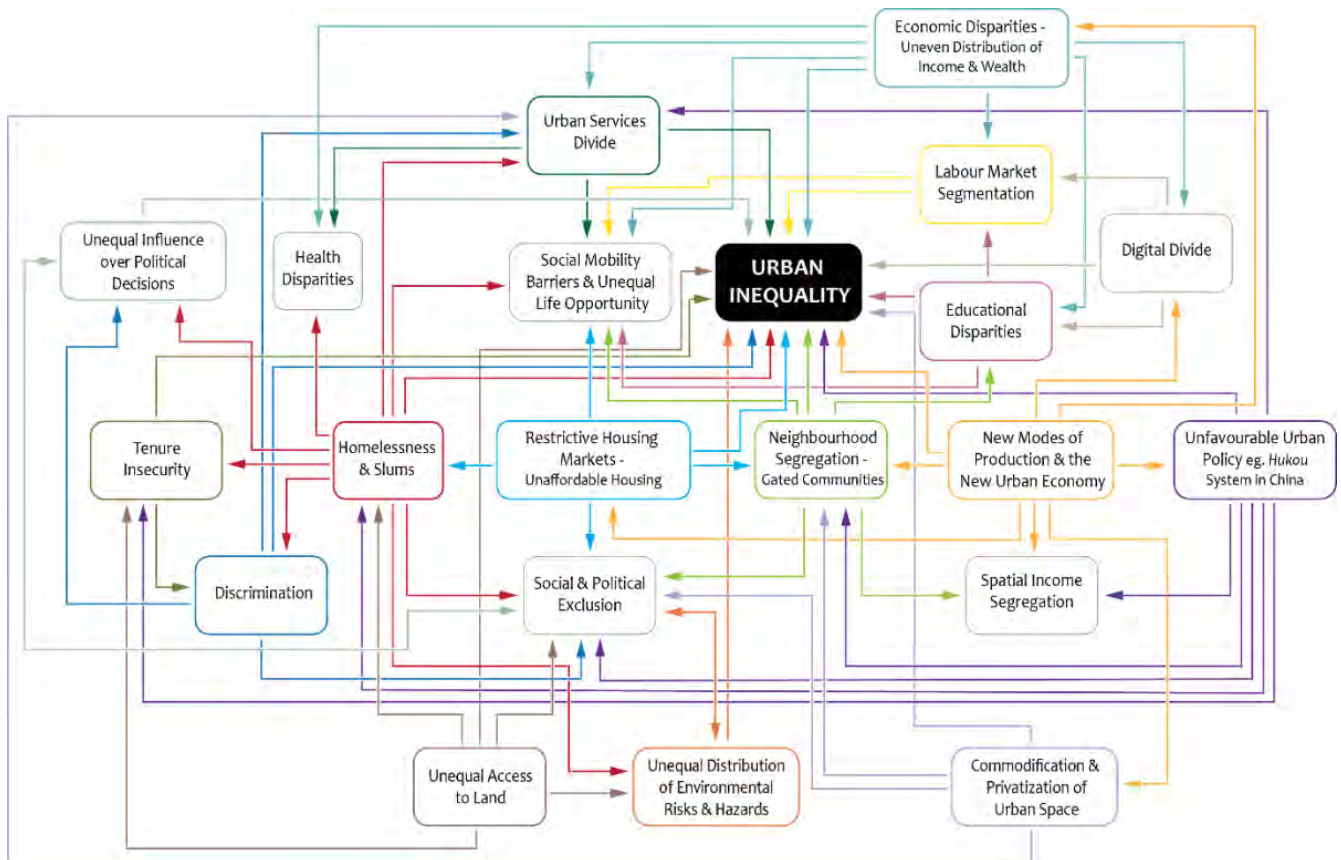 Economic Disparities -
Uneven Distribution of
Income & Wealth
Urban Services
Divide
Labour Market
Segmentation
Unequal Influence
over Political
Decisions
Health
Disparities
Social Mobility
Barriers & Unequal
Life Opportunity
URBAN
INEQUALITY
Educational
Disparities
Digital Divide
Tenure
Insecurity
Homelessness
& Slums
Restrictive Housing
Markets -
Unaffordable Housing
Neighbourhood
Segregation -
Gated Communities
New Modes of
Production & the
New Urban Economy
Unfavourable Urban
Policy eg. Hukou
System in China
Discrimination
Social & Political
Exclusion
Spatial Income
Segregation
Unequal Access
to Land
Unequal Distribution
of Environmental
Risks & Hazards
Commodification &
Privatization of
Urban Space